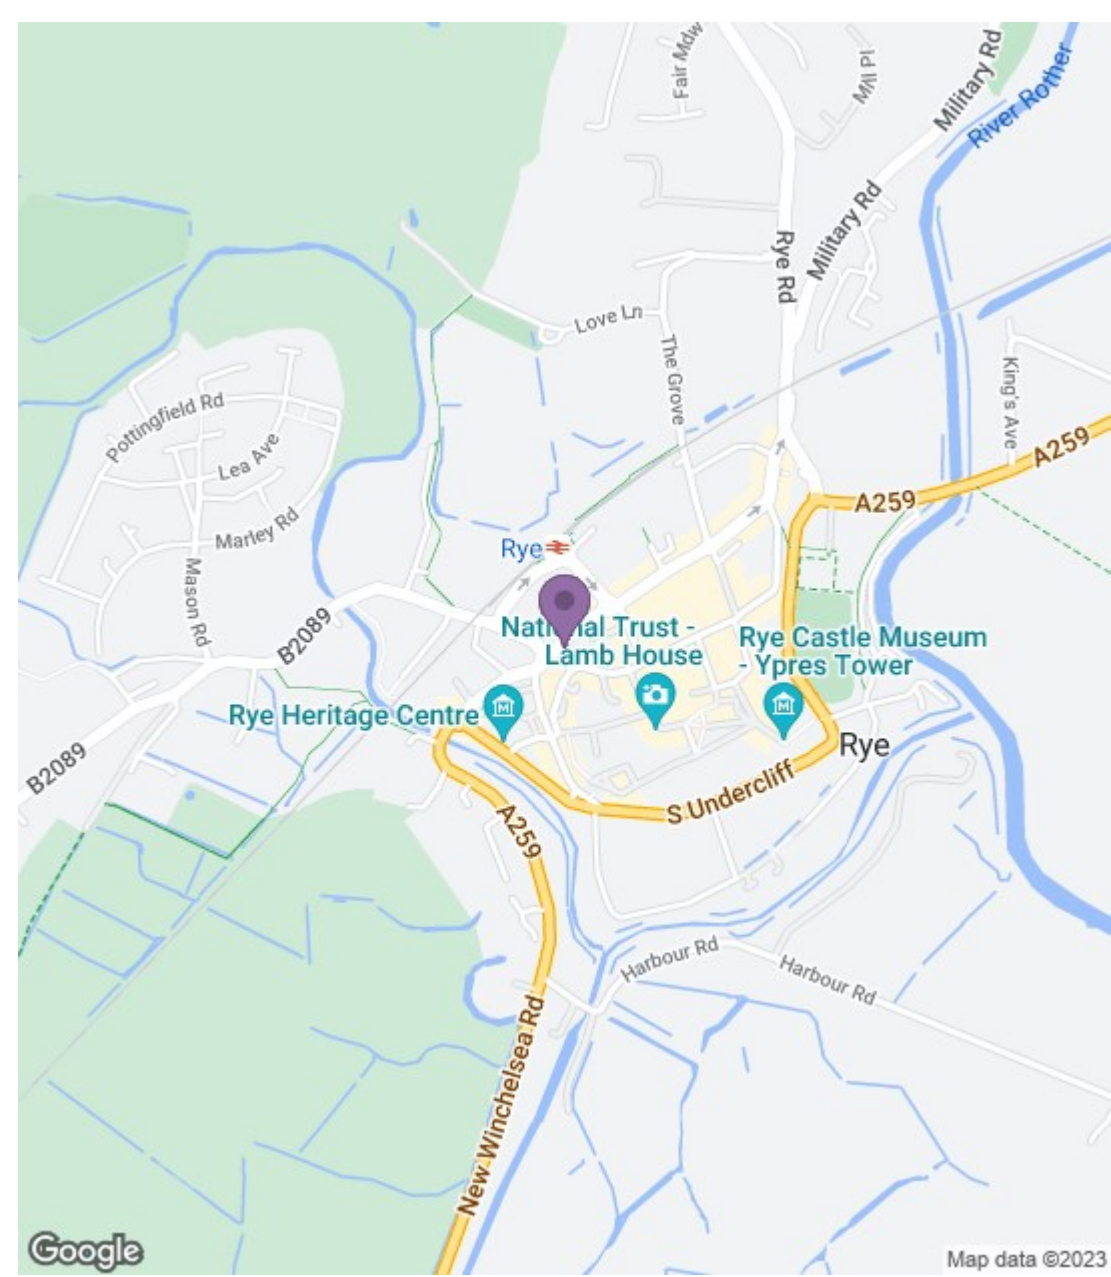 Fair Mdw
Mill Pl
Military Rd
River Rother
Military Rd
Rye Rd
Love Ln
The Grove
King's Ave
Pottingfield Rd
Lea Ave
A259
A259
Marley Rd
Rye
Mason Rd
B2089
National Trust -
Lamb House
Rye Castle Museum
- Ypres Tower
Rye Heritage Centre
Rye
B2089
S Undercliff
A259
Harbour Rd
Harbour Rd
New Winchelsea Rd
Google
Map data ©2023